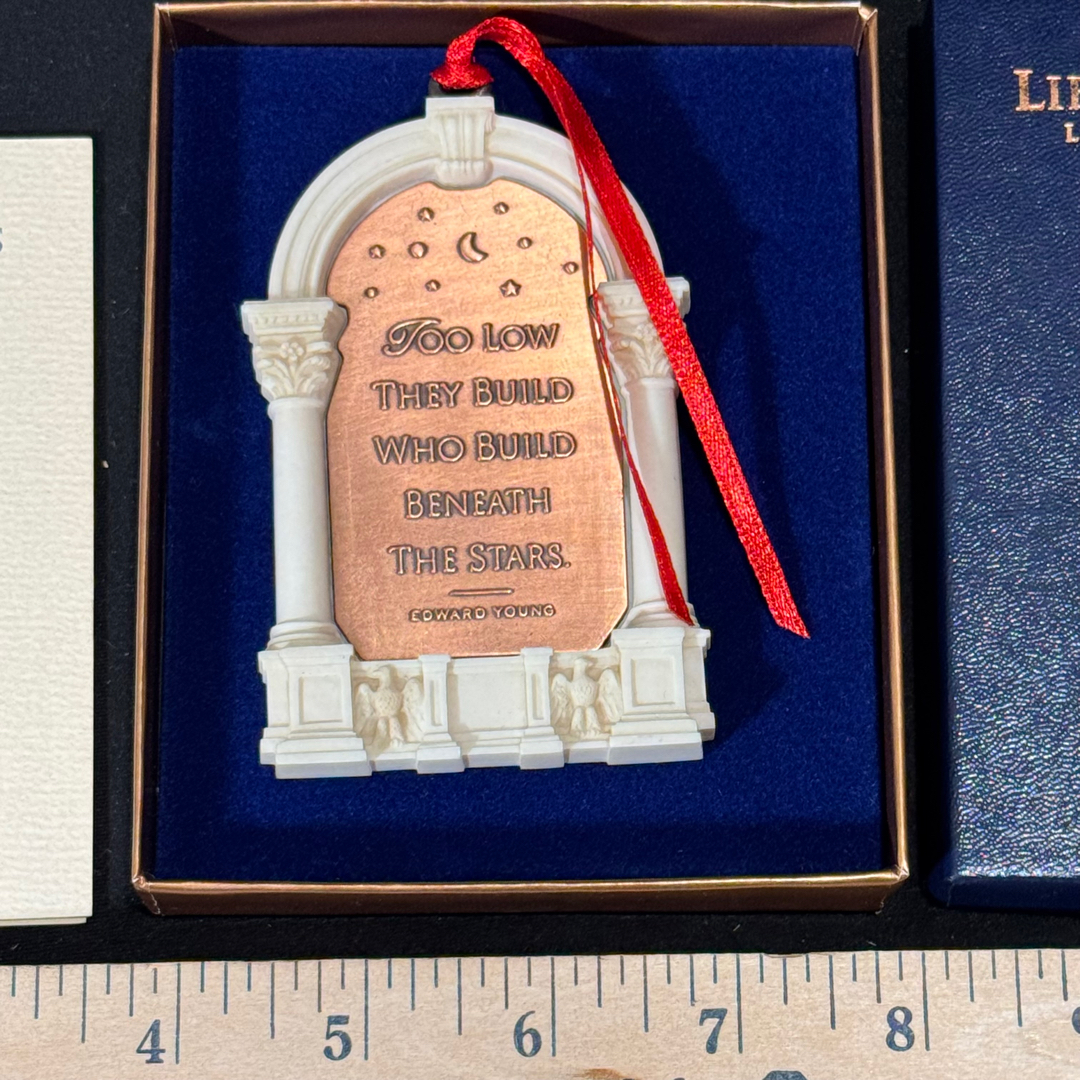 Too Low
They Build
Who Build
Beneath
The Stars.
EDWARD YOUNG
4 5 6 7 8